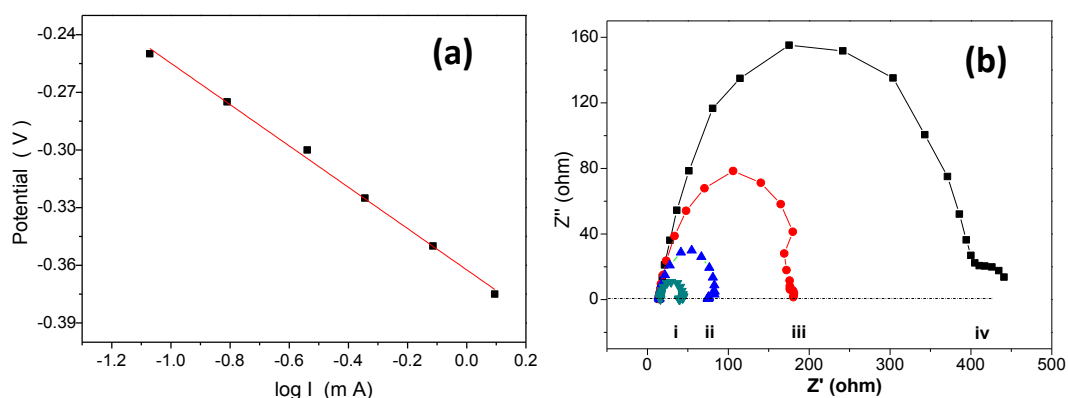 (a)
-0.24
-0.27
-0.30
-0.33
-0.36
-0.39
Potential ( V )
-1.2 -1.0 -0.8 -0.6 -0.4 -0.2 0.0 0.2
log I (m A)
(b)
160
120
80
40
0
Z" (ohm)
i ii iii iv
0 100 200 300 400 500
Z' (ohm)